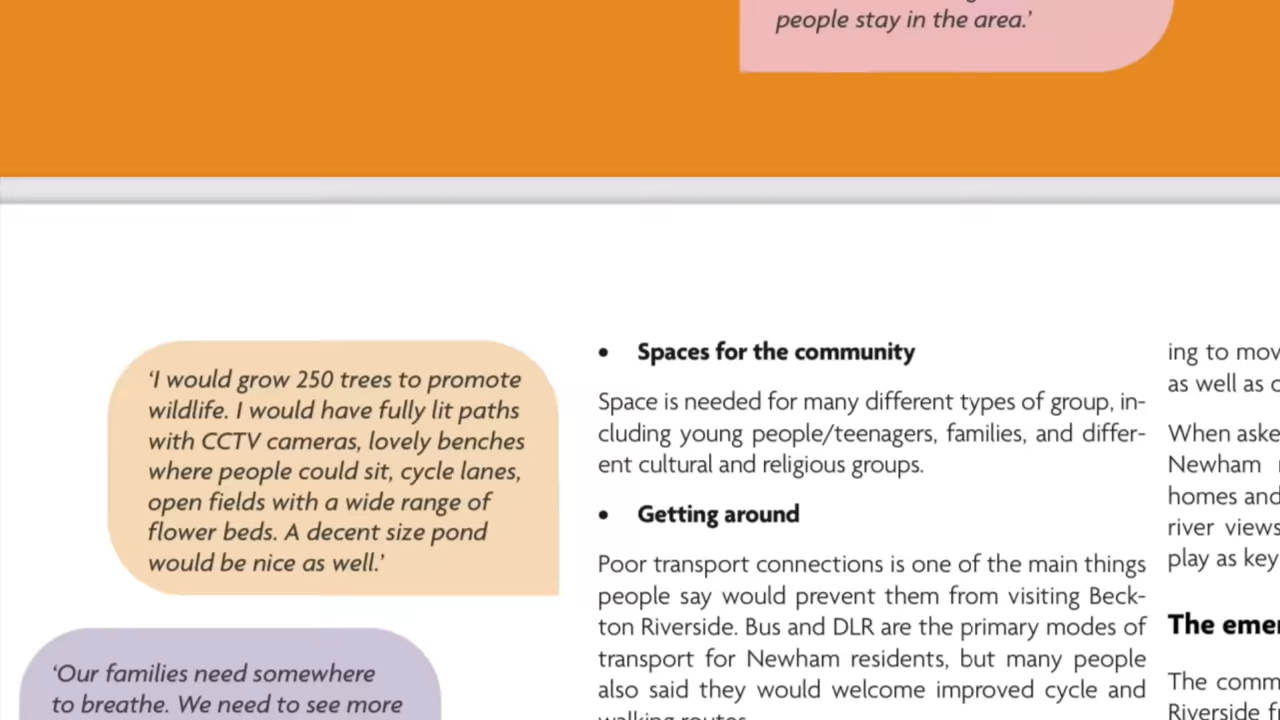 people stay in the area.’
‘I would grow 250 trees to promote
wildlife. I would have fully lit paths
with CCTV cameras, lovely benches
where people could sit, cycle lanes,
open fields with a wide range of
flower beds. A decent size pond
would be nice as well.’
‘Our families need somewhere
to breathe. We need to see more
• Spaces for the community
Space is needed for many different types of group, in-
cluding young people/teenagers, families, and differ-
ent cultural and religious groups.
• Getting around
Poor transport connections is one of the main things
people say would prevent them from visiting Beck-
ton Riverside. Bus and DLR are the primary modes of
transport for Newham residents, but many people
also said they would welcome improved cycle and
walking routes.
ing to mov
as well as
When aske
Newham
homes and
river views
play as key
The emer
The comm
Riverside fr